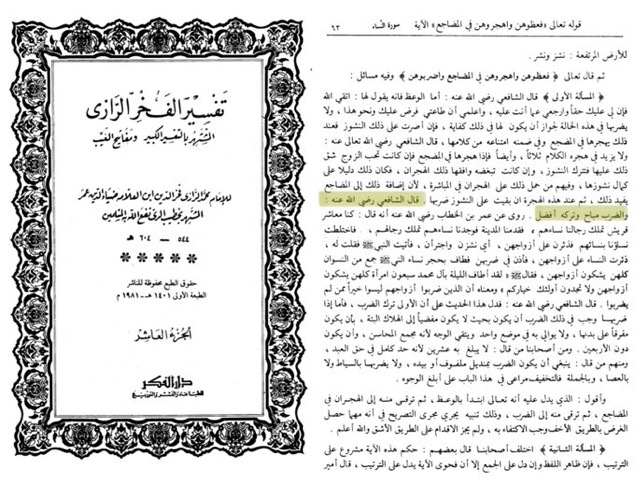 تفسير الفخر الرازى
المشتهر بالتفسير الكبير ومفاتيح الغيب
للإمام محمد الرازى فخر الدين ابن العلامة ضياء الدين عمر
المشتهر بخطيب الرى نفع الله به المسلمين
٥٤٤ — ٦٠٤ هـ
حقوق الطبع محفوظة للناشر
الطبعة الأولى ١٤٠١ هـ - ١٩٨١ م
الجزء العاشر
دار الفكر
للطباعة والنشر والتوزيع
قوله تعالى «فعظوهن واهجروهن في المضاجع» الآية سورة النساء ٩٣
للأرض المرتفعة : نشز ونشر.
ثم قال تعالى ﴿ فعظوهن واهجروهن في المضاجع واضربوهن ﴾ وفيه مسائل :
﴿ المسألة الأولى ﴾ قال الشافعي رضي الله عنه : أما الوعظ فانه يقول لها : اتقي الله
فإن لي عليك حقاً وارجعي عما أنت عليه ، واعلمي أن طاعتي فرض عليك ونحو هذا ، ولا
يضربها في هذه الحالة لجواز أن يكون لها في ذلك كفاية ، فإن أصرت على ذلك النشوز فعند
ذلك يهجرها في المضجع وفي ضمنه امتناعه من كلامها ، قال الشافعي رضي الله تعالى عنه :
ولا يزيد في هجره الكلام ثلاثاً ، وأيضاً فإذا هجرها في المضجع فإن كانت تحب الزوج شق
ذلك عليها فتترك النشوز ، وإن كانت تبغضه وافقها ذلك الهجران ، فكان ذلك دليلا على
كمال نشوزها ، وفيهم من حمل ذلك على الهجران في المباشرة ، لأن إضافة ذلك إلى المضاجع
يفيد ذلك ، ثم عند هذه الهجرة ان بقيت على النشوز ضربها . قال الشافعي رضي الله عنه :
والضرب مباح وتركه أفضل . روى عن عمر بن الخطاب رضي الله عنه أنه قال : كنا معاشر
قريش تملك رجالنا نساءهم ، فقدمنا المدينة فوجدنا نساءهم تملك رجالهم ، فاختلطت
نساؤنا بنسائهم فذئرن على أزواجهن ، أي نشزن واجترأن ، فأتيت النبي ﷺ فقلت له ،
ذئرت النساء على أزواجهن ، فأذن في ضربهن فطاف بحجر نساء النبي ﷺ جمع من النسوان
كلهن يشكون أزواجهن ، فقال ﷺ « لقد أطاف الليلة بآل محمد سبعون امرأة كلهن يشكون
أزواجهن ولا تجدون أولئك خياركم » ومعناه أن الذين ضربوا أزواجهم ليسوا خيراً ممن لم
يضربوا . قال الشافعي رضي الله عنه : فدل هذا الحديث على أن الأولى ترك الضرب ، فأما إذا
ضربها وجب في ذلك الضرب أن يكون بحيث لا يكون مفضياً إلى الهلاك البتة ، بأن يكون
مفرقاً على بدنها ، ولا يوالي به في موضع واحد ويتقي الوجه لأنه مجمع المحاسن ، وأن يكون
دون الأربعين . ومن أصحابنا من قال : لا يبلغ به عشرين لأنه حد كامل في حق العبد ،
ومنهم من قال : ينبغي أن يكون الضرب بمنديل ملفوف أو بيده ، ولا يضربها بالسياط ولا
بالعصا ، وبالجملة فالتخفيف مراعى في هذا الباب على أبلغ الوجوه .
وأقول : الذي يدل عليه أنه تعالى ابتدأ بالوعظ ، ثم ترقى منه إلى الهجران في
المضاجع ، ثم ترقى منه إلى الضرب ، وذلك تنبيه يجري مجرى التصريح في أنه مهما حصل
الغرض بالطريق الأخف وجب الاكتفاء به ، ولم يجز الاقدام على الطريق الأشق والله أعلم .
﴿ المسألة الثانية ﴾ اختلف أصحابنا قال بعضهم : حكم هذه الآية مشروع على
الترتيب ، فإن ظاهر اللفظ وإن دل على الجمع إلا أن فحوى الآية يدل على الترتيب ، قال أمير